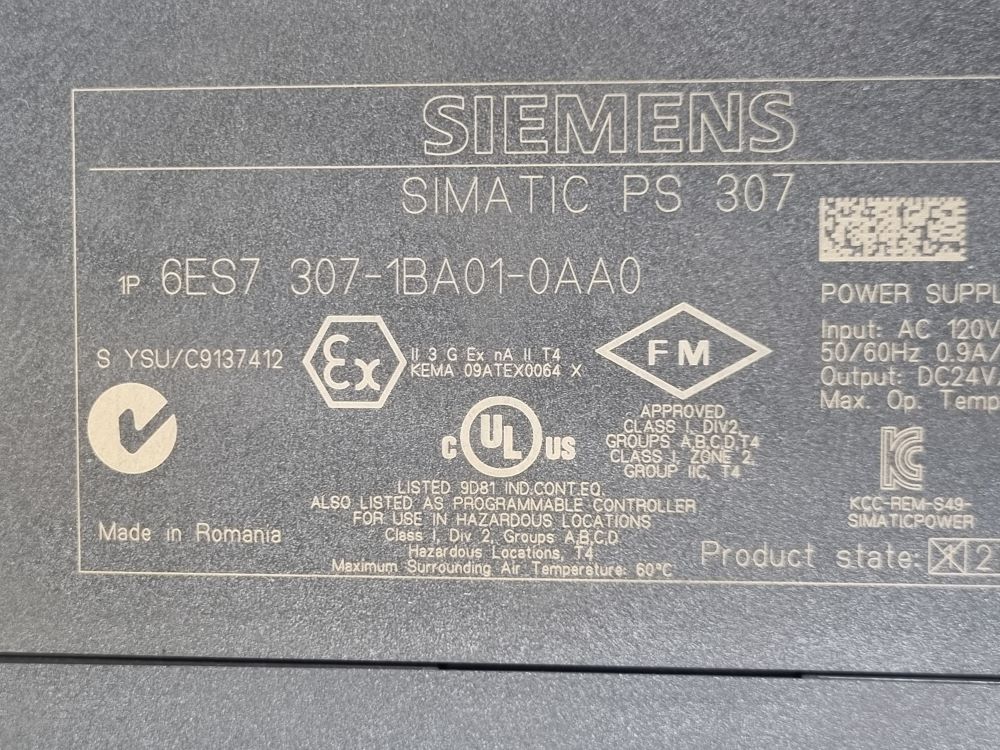 SIEMENS
SIMATIC PS 307
1P 6ES7 307-1BA01-0AA0
S YSU/C9137412
εx
II 3 G Ex nA II T4
KEMA 09ATEX0064 X
FM
APPROVED
CLASS I, DIV2,
GROUPS A,B,C,D,T4
CLASS I, ZONE 2,
GROUP IIC, T4
C UL US
LISTED 9D81 IND.CONT.EQ.
ALSO LISTED AS PROGRAMMABLE CONTROLLER
FOR USE IN HAZARDOUS LOCATIONS
Class I, Div 2, Groups A,B,C,D
Hazardous Locations, T4
Maximum Surrounding Air Temperature: 60°C
Made in Romania
POWER SUPPL
Input: AC 120V
50/60Hz 0.9A/
Output: DC24V
Max. Op. Temp
KC
KCC-REM-S49-
SIMATICPOWER
Product state: 1 2